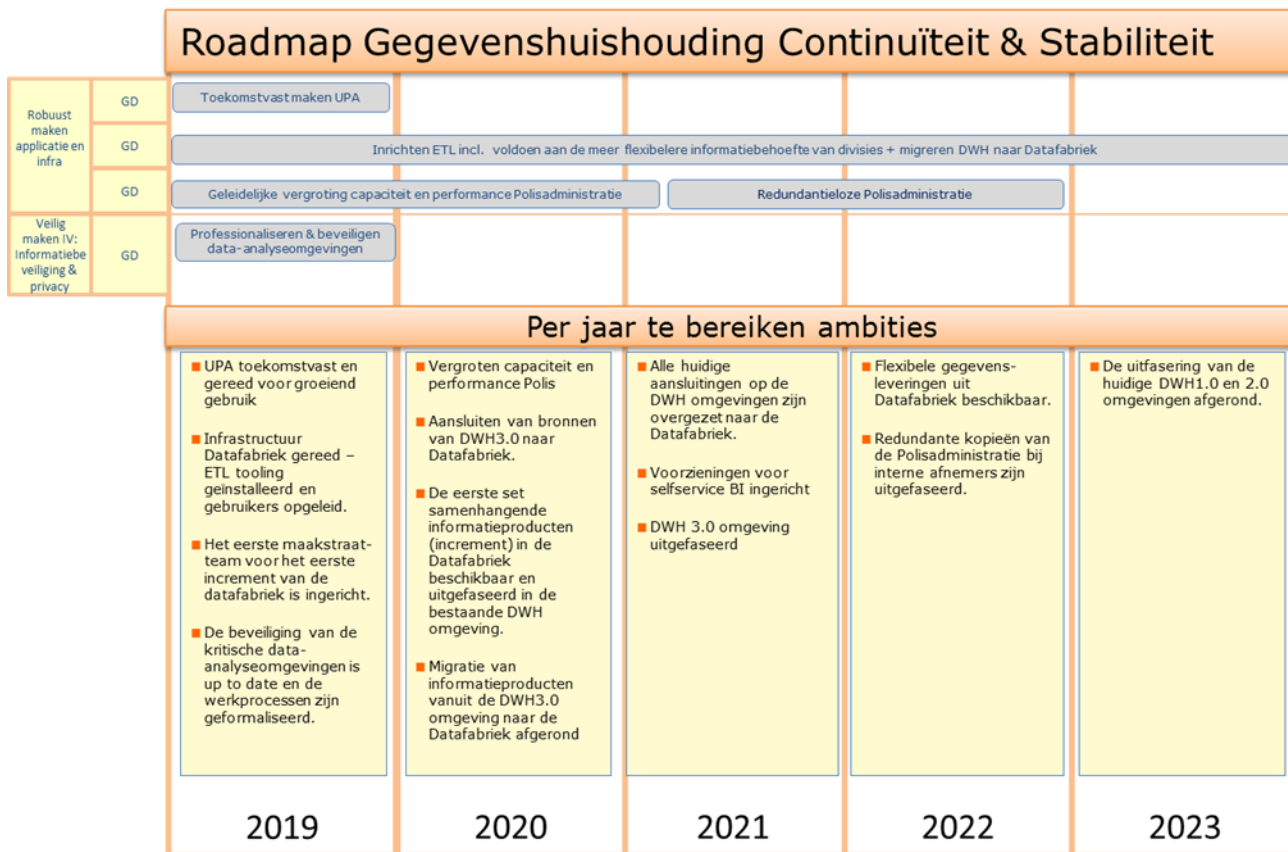 Roadmap Gegevenshuishouding Continuïteit & Stabiliteit
Robuust
maken
applicatie en
infra
GD
Toekomstvast maken UPA
GD
Inrichten ETL incl. voldoen aan de meer flexibelere informatiebehoefte van divisies + migreren DWH naar Datafabriek
GD
Geleidelijke vergroting capaciteit en performance Polisadministratie
Redundantieloze Polisadministratie
Veilig
maken IV:
Informatiebe
veiliging &
privacy
GD
Professionaliseren & beveiligen
data-analyseomgevingen
Per jaar te bereiken ambities
UPA toekomstvast en
gereed voor groeiend
gebruik
Infrastructuur
Datafabriek gereed –
ETL tooling
geïnstalleerd en
gebruikers opgeleid.
Het eerste maakstraat-
team voor het eerste
increment van de
datafabriek is ingericht.
De beveiliging van de
kritische data-
analyseomgevingen is
up to date en de
werkprocessen zijn
geformaliseerd.
Vergroten capaciteit en
performance Polis
Aansluiten van bronnen
van DWH3.0 naar
Datafabriek.
De eerste set
samenhangende
informatieproducten
(increment) in de
Datafabriek
beschikbaar en
uitgefaseerd in de
bestaande DWH
omgeving.
Migratie van
informatieproducten
vanuit de DWH3.0
omgeving naar de
Datafabriek afgerond
Alle huidige
aansluitingen op de
DWH omgevingen zijn
overgezet naar de
Datafabriek.
Voorzieningen voor
selfservice BI ingericht
DWH 3.0 omgeving
uitgefaseerd
Flexibele gegevens-
leveringen uit
Datafabriek beschikbaar.
Redundante kopieën van
de Polisadministratie bij
interne afnemers zijn
uitgefaseerd.
De uitfasering van de
huidige DWH1.0 en 2.0
omgevingen afgerond.
2019
2020
2021
2022
2023